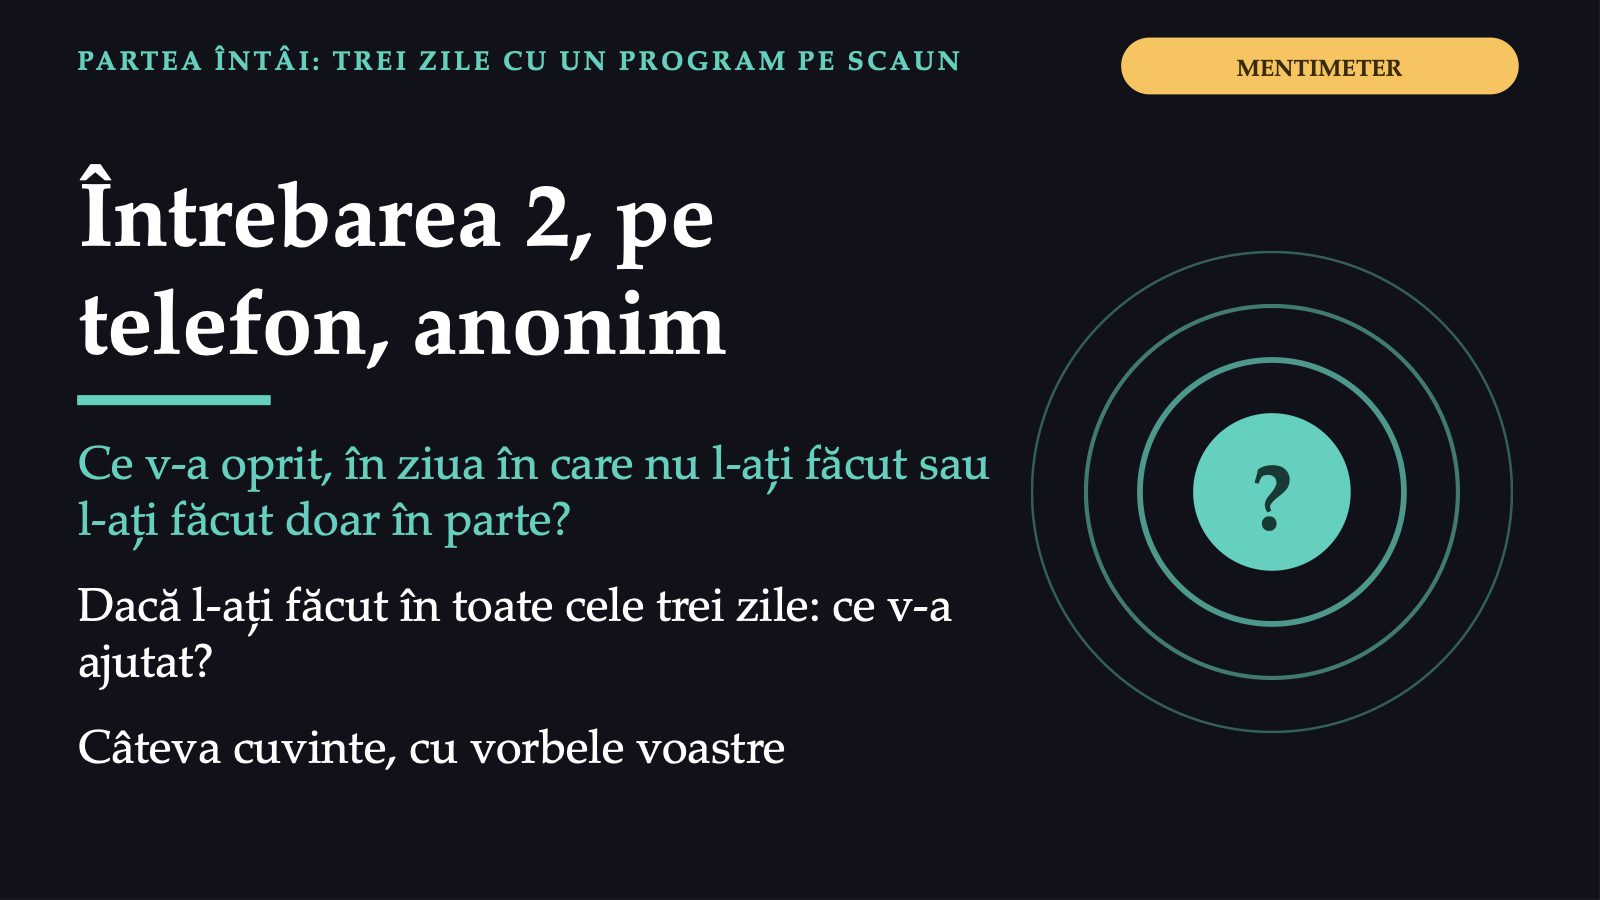 PARTEA ÎNTÂI: TREI ZILE CU UN PROGRAM PE SCAUN
MENTIMETER
Întrebarea 2, pe
telefon, anonim
Ce v-a oprit, în ziua în care nu l-ați făcut sau
l-ați făcut doar în parte?
Dacă l-ați făcut în toate cele trei zile: ce v-a
ajutat?
Câteva cuvinte, cu vorbele voastre
?